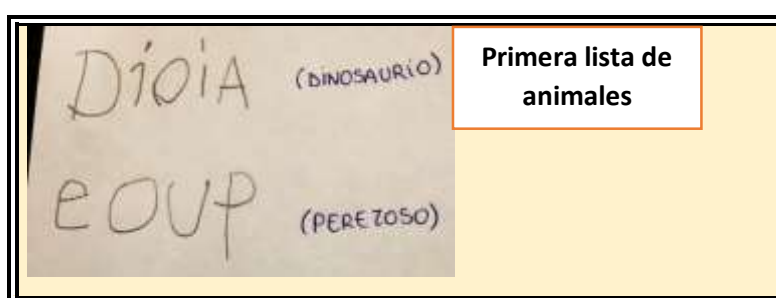 DiOiA (DINOSAURiO)
eOUP (PEREZOSO)
Primera lista de
animales